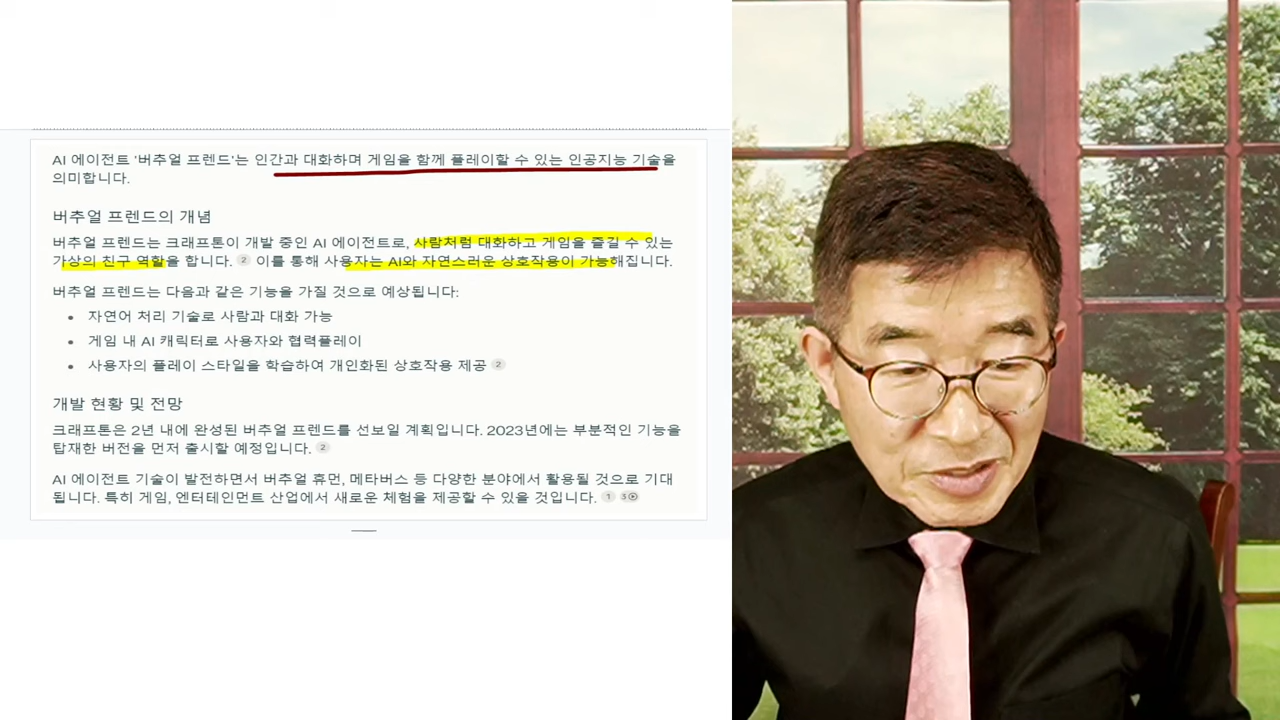 AI 에이전트 '버추얼 프렌드'는 인간과 대화하며 게임을 함께 플레이할 수 있는 인공지능 기술을
의미합니다.
버추얼 프렌드의 개념
버추얼 프렌드는 크래프톤이 개발 중인 AI 에이전트로, 사람처럼 대화하고 게임을 즐길 수 있는
가상의 친구 역할을 합니다. 2 이를 통해 사용자는 AI와 자연스러운 상호작용이 가능해집니다.
버추얼 프렌드는 다음과 같은 기능을 가질 것으로 예상됩니다:
• 자연어 처리 기술로 사람과 대화 가능
• 게임 내 AI 캐릭터로 사용자와 협력플레이
• 사용자의 플레이 스타일을 학습하여 개인화된 상호작용 제공 2
개발 현황 및 전망
크래프톤은 2년 내에 완성된 버추얼 프렌드를 선보일 계획입니다. 2023년에는 부분적인 기능을
탑재한 버전을 먼저 출시할 예정입니다. 2
AI 에이전트 기술이 발전하면서 버추얼 휴먼, 메타버스 등 다양한 분야에서 활용될 것으로 기대
됩니다. 특히 게임, 엔터테인먼트 산업에서 새로운 체험을 제공할 수 있을 것입니다. 1 5